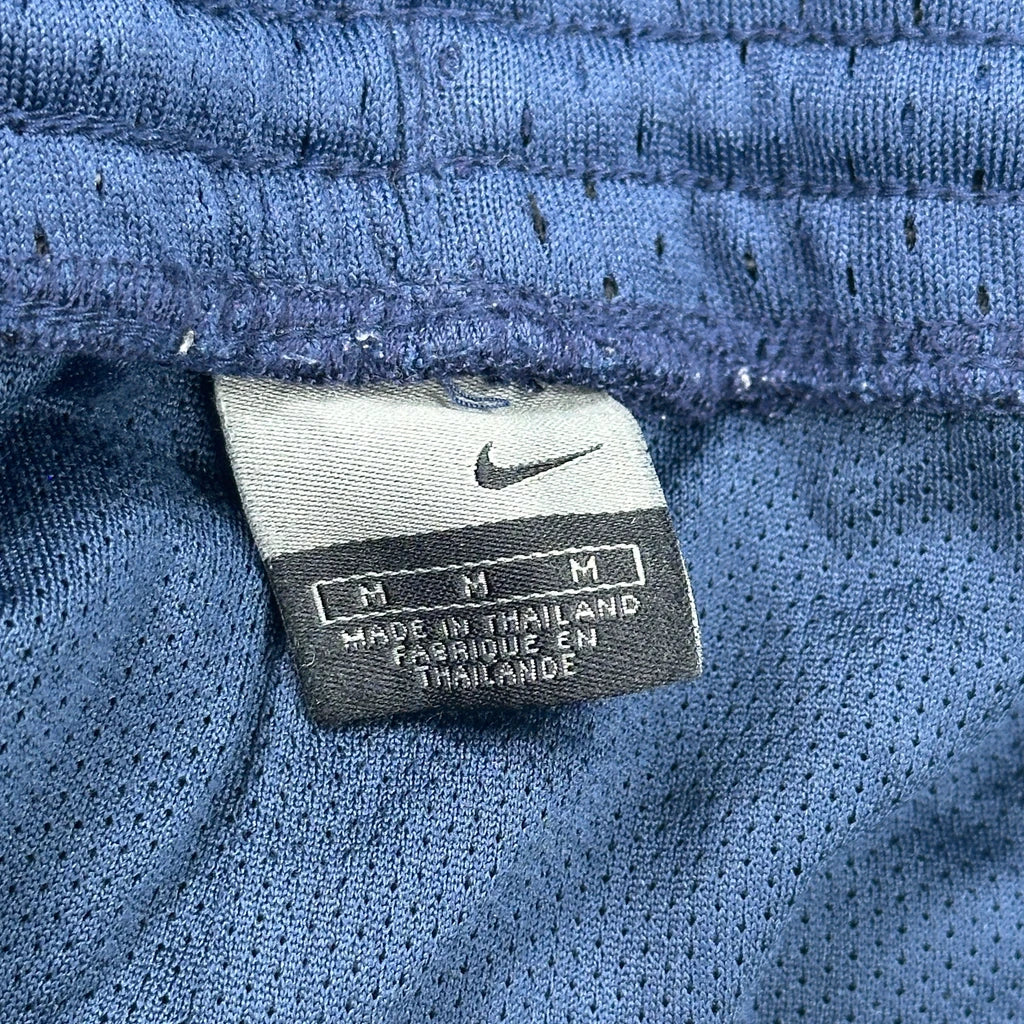 M M M
MADE IN THAILAND
FABRIQUE EN
THAILANDE